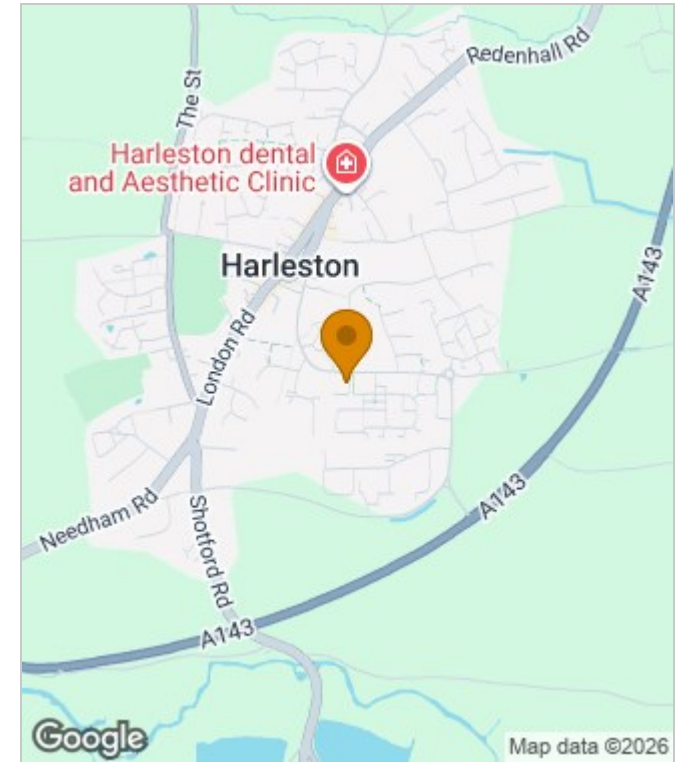 Redenhall Rd
The St
Harleston dental
and Aesthetic Clinic
Harleston
A143
London Rd
Needham Rd
Shotford Rd
A143
A143
Google
Map data ©2026